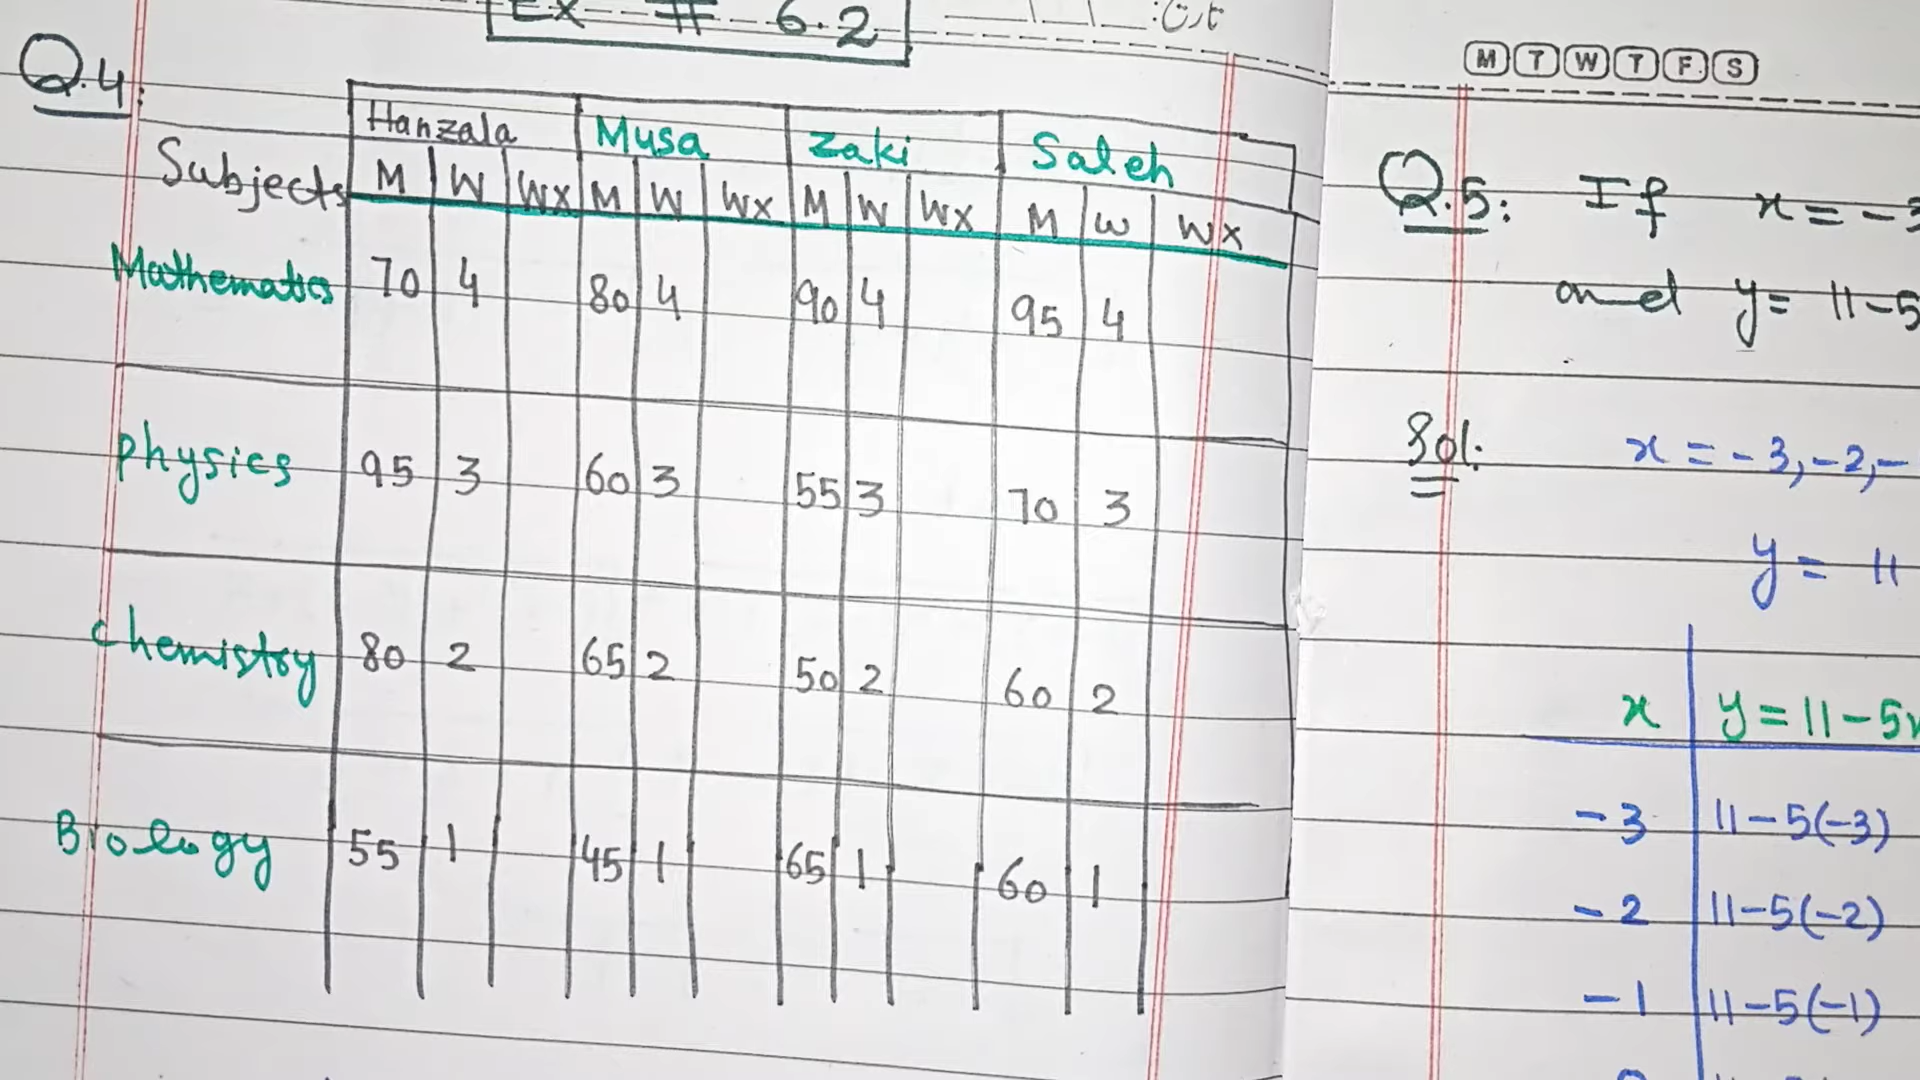 Ex # 6.2
تاریخ:
Q.4:
Hanzala Musa Zaki Saleh
Subjects M W WX M W WX M W WX M W WX
Mathematics 70 4 80 4 90 4 95 4
Physics 95 3 60 3 55 3 70 3
chemistry 80 2 65 2 50 2 60 2
Biology 55 1 45 1 65 1 60 1
M T W T F S
Q.5: If x = -3
and y = 11-5
Sol:
x = -3, -2, -
y = 11
x y = 11-5x
-3 11-5(-3)
-2 11-5(-2)
-1 11-5(-1)